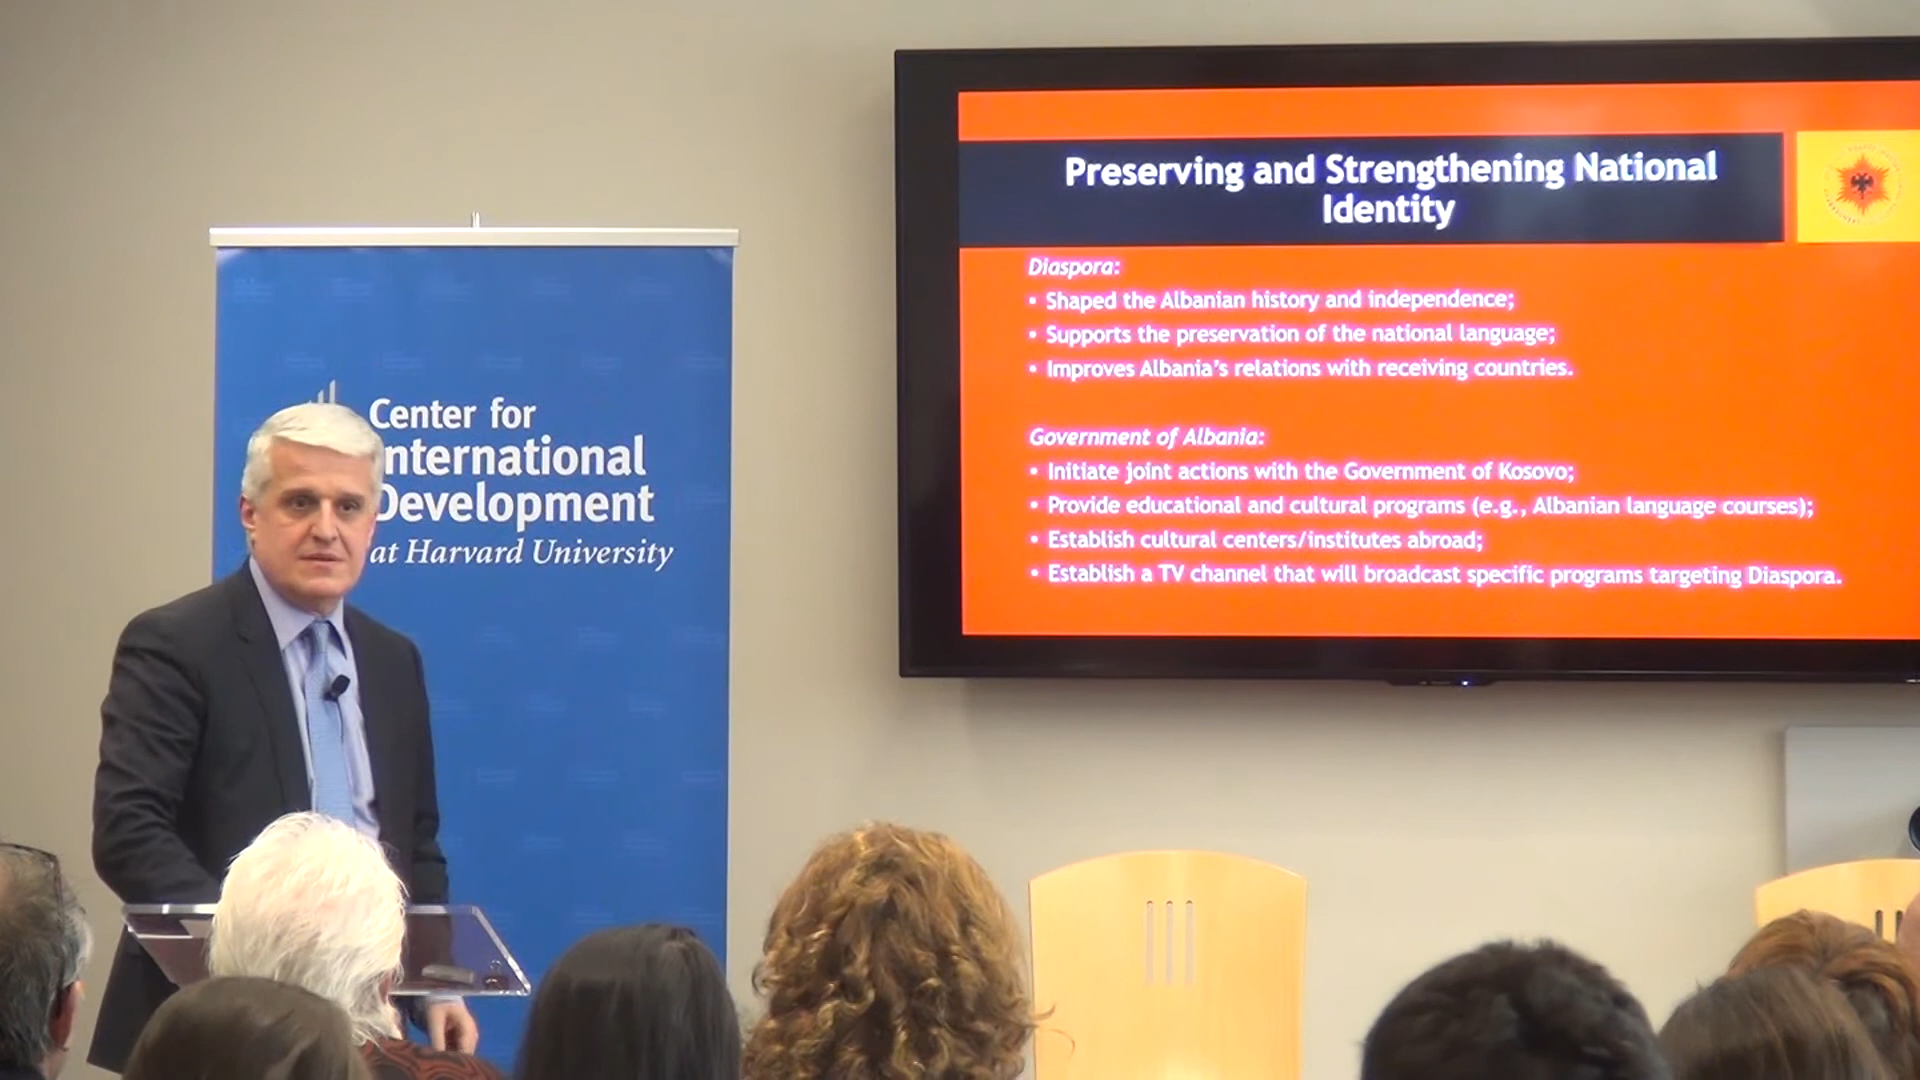 Center for
International
Development
at Harvard University
Preserving and Strengthening National
Identity
Diaspora:
• Shaped the Albanian history and independence;
• Supports the preservation of the national language;
• Improves Albania's relations with receiving countries.
Government of Albania:
• Initiate joint actions with the Government of Kosovo;
• Provide educational and cultural programs (e.g., Albanian language courses);
• Establish cultural centers/institutes abroad;
• Establish a TV channel that will broadcast specific programs targeting Diaspora.